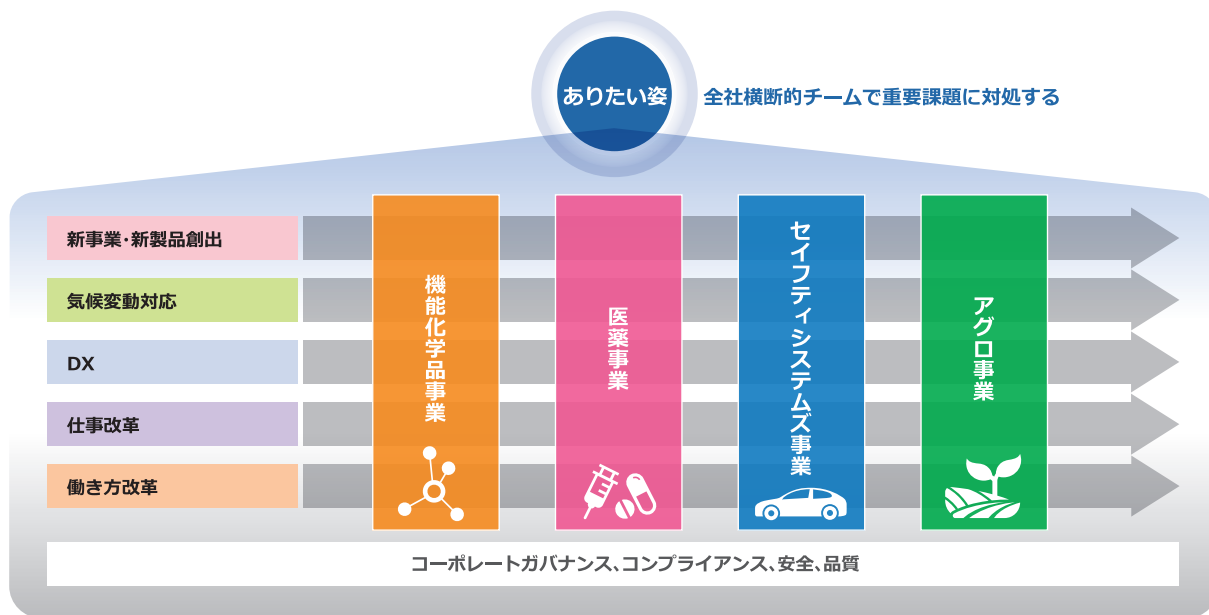 ありたい姿
全社横断的チームで重要課題に対処する
新事業・新製品創出
気候変動対応
DX
仕事改革
働き方改革
機能化学品事業
医薬事業
セイフティシステムズ事業
アグロ事業
コーポレートガバナンス、コンプライアンス、安全、品質